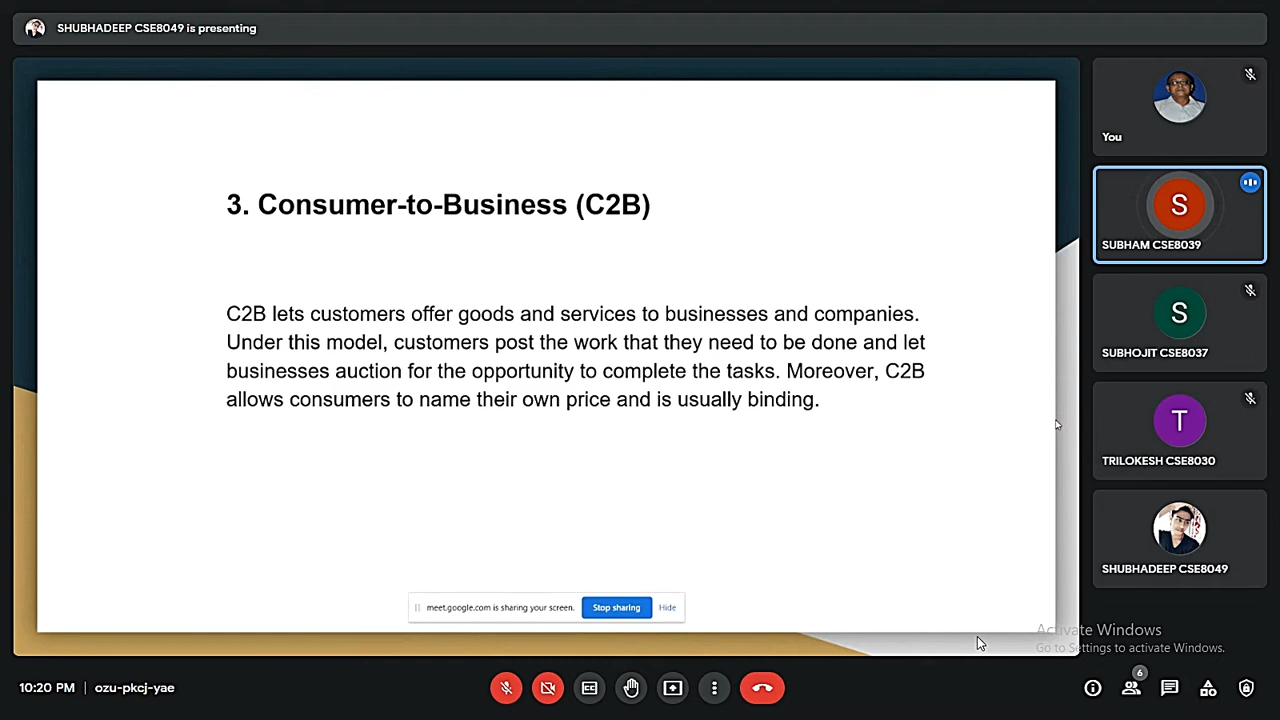 SHUBHADEEP CSE8049 is presenting
3. Consumer-to-Business (C2B)
C2B lets customers offer goods and services to businesses and companies.
Under this model, customers post the work that they need to be done and let
businesses auction for the opportunity to complete the tasks. Moreover, C2B
allows consumers to name their own price and is usually binding.
meet.google.com is sharing your screen.
Stop sharing
Hide
You
S
SUBHAM CSE8039
S
SUBHOJIT CSE8037
T
TRILOKESH CSE8030
SHUBHADEEP CSE8049
Activate Windows
Go to Settings to activate Windows.
10:20 PM | ozu-pkcj-yae
CC
6